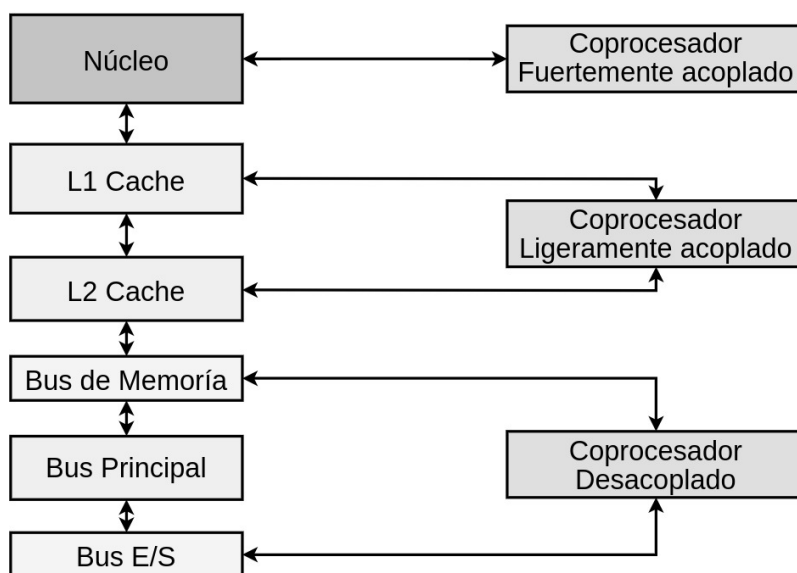 Núcleo
Coprocesador
Fuertemente acoplado
L1 Cache
Coprocesador
Ligeramente acoplado
L2 Cache
Bus de Memoría
Coprocesador
Desacoplado
Bus Principal
Bus E/S